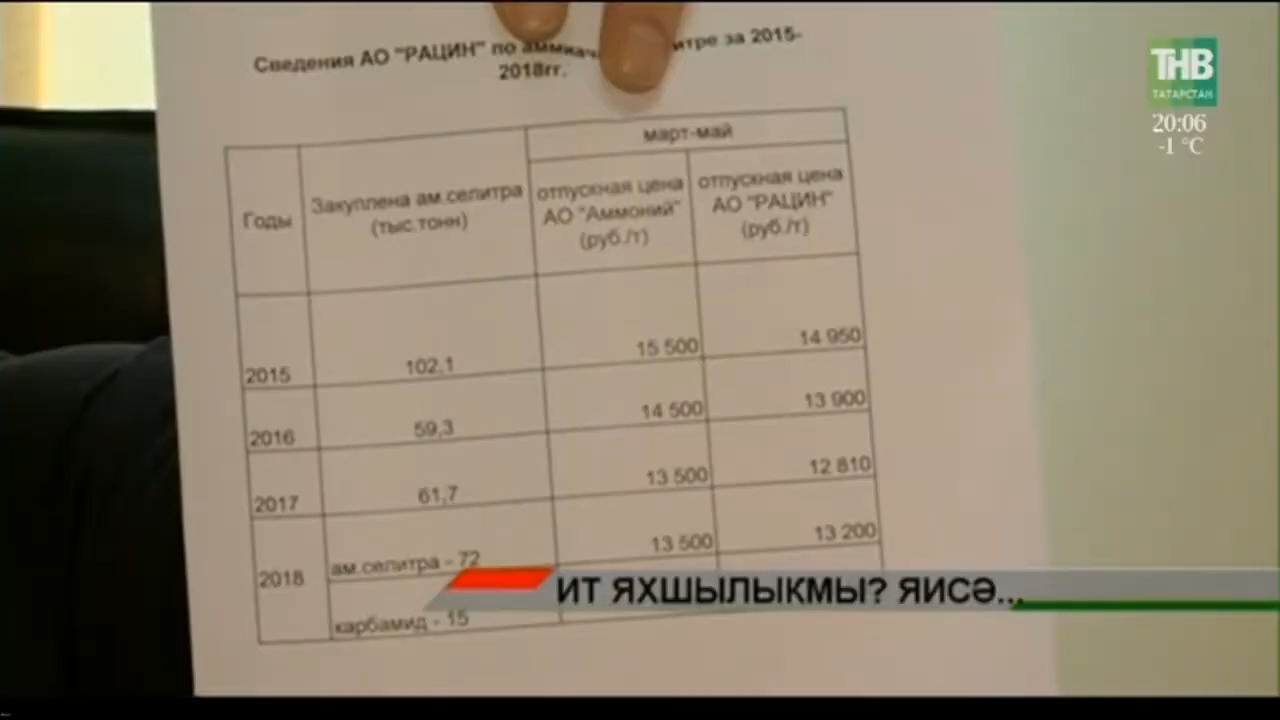 Сведения АО "РАЦИН" по аммиач итре за 2015-
2018гг.
ТНВ
ТАТАРСТАН
20:06
-1 °C
март-май
Годы
Закуплена ам.селитра
(тыс.тонн)
отпускная цена
АО "Аммоний"
(руб./т)
отпускная цена
АО "РАЦИН"
(руб./т)
2015 102,1 15 500 14 950
2016 59,3 14 500 13 900
2017 61,7 13 500 12 810
2018 ам.селитра - 72 13 500 13 200
карбамид - 15
ИТ ЯХШЫЛЫКМЫ? ЯИСӘ...